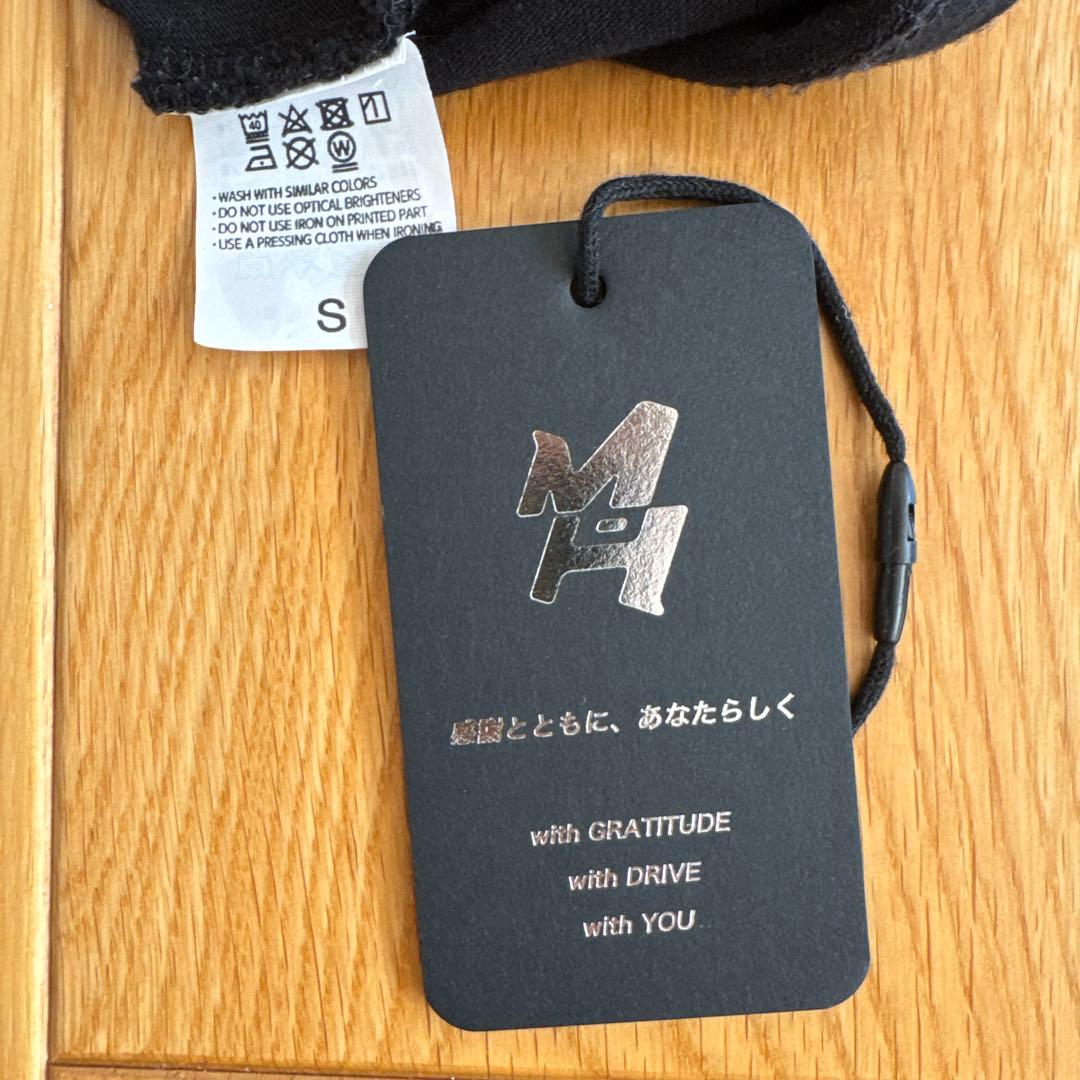 40
W
・WASH WITH SIMILAR COLORS
・DO NOT USE OPTICAL BRIGHTENERS
・DO NOT USE IRON ON PRINTED PART
・USE A PRESSING CLOTH WHEN IRONING
S
MA
感謝とともに、あなたらしく
with GRATITUDE
with DRIVE
with YOU